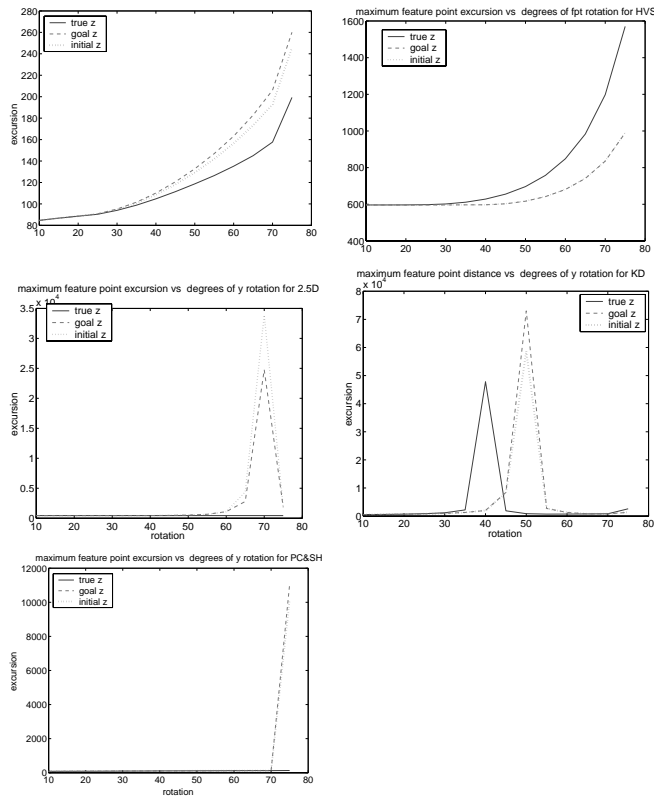 280
260
240
220
200
180
160
140
120
100
80
excursion
true z
goal z
initial z
10 20 30 40 50 60 70 80
maximum feature point excursion vs degrees of fpt rotation for HVS
1600
1400
1200
1000
800
600
400
true z
goal z
initial z
10 20 30 40 50 60 70 80
maximum feature point excursion vs degrees of y rotation for 2.5D
x 10^4
3.5
3
2.5
2
1.5
1
0.5
0
excursion
true z
goal z
initial z
10 20 30 40 50 60 70 80
rotation
maximum feature point distance vs degrees of y rotation for KD
x 10^4
8
7
6
5
4
3
2
1
0
excursion
true z
goal z
initial z
10 20 30 40 50 60 70 80
rotation
maximum feature point excursion vs degrees of y rotation for PC&SH
12000
10000
8000
6000
4000
2000
0
excursion
true z
goal z
initial z
10 20 30 40 50 60 70 80
rotation